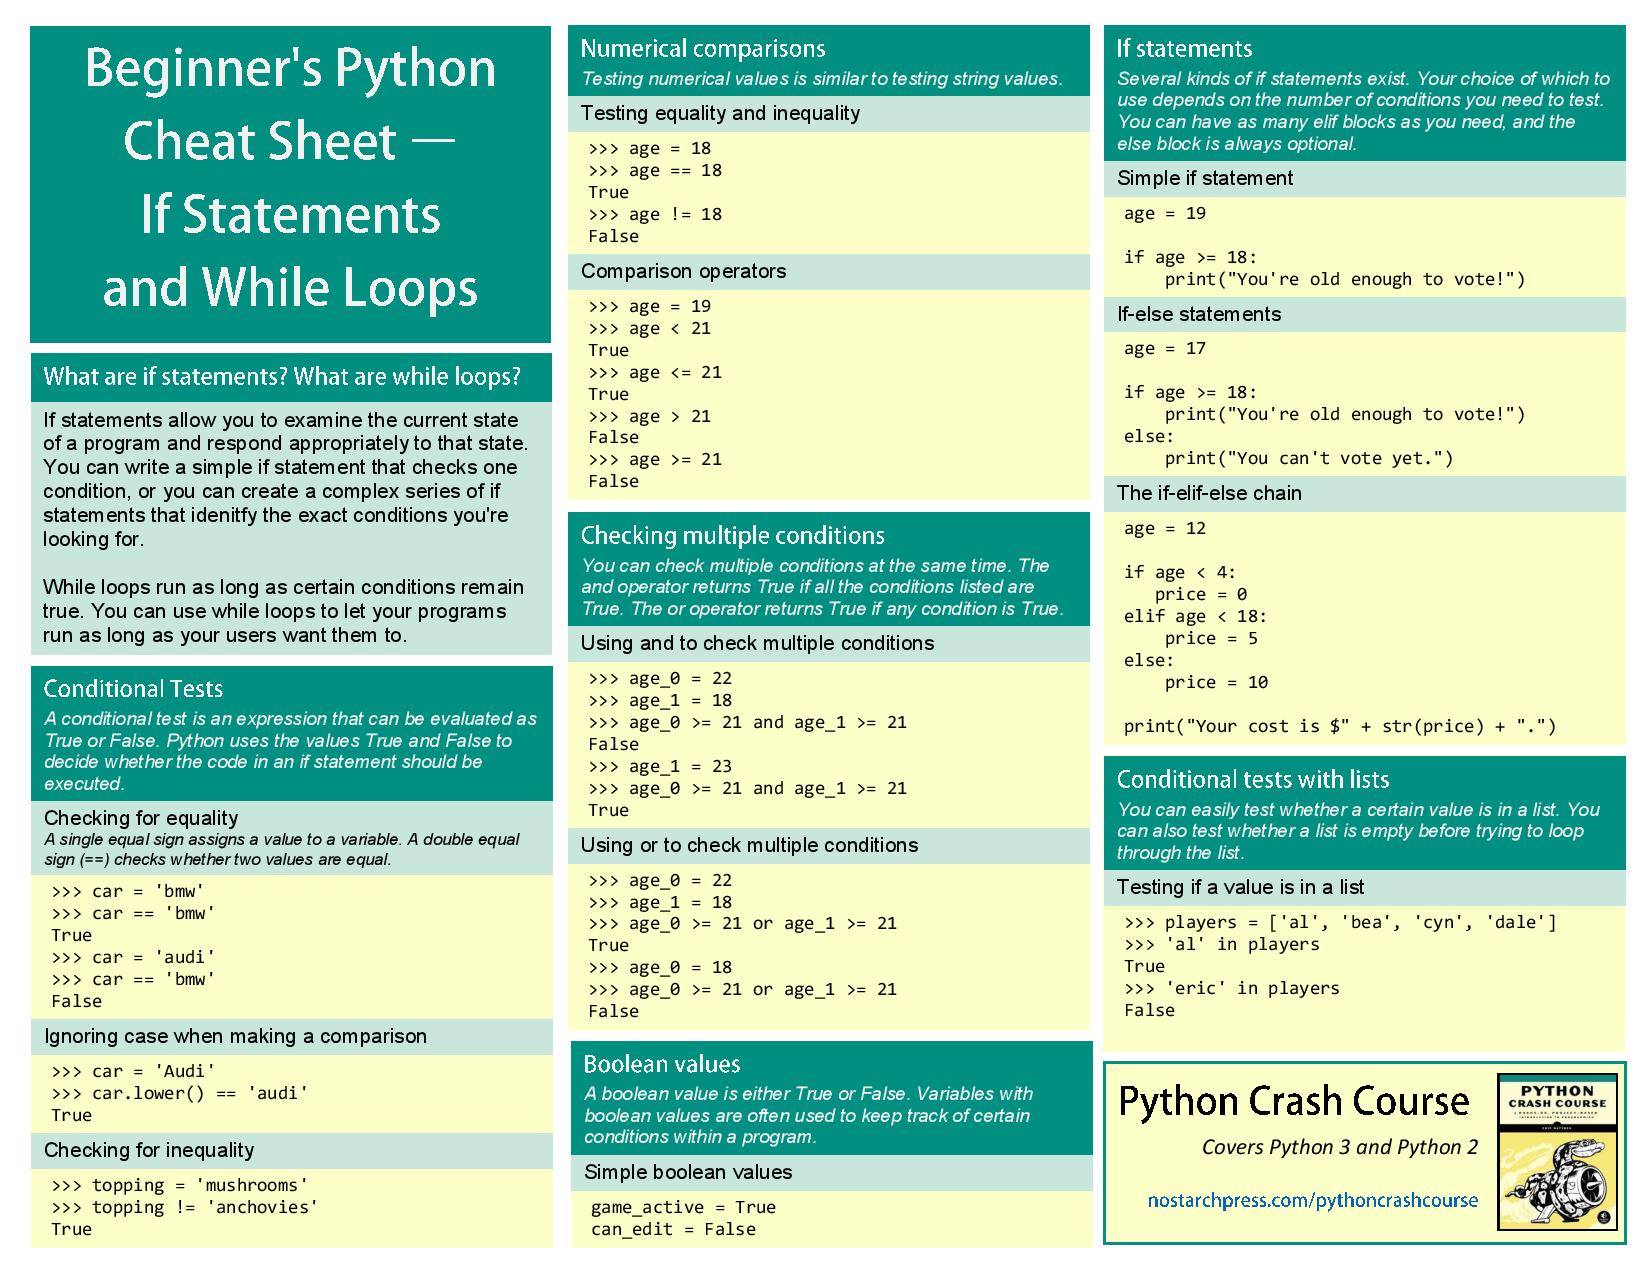 Beginner's Python
Cheat Sheet —
If Statements
and While Loops
What are if statements? What are while loops?
If statements allow you to examine the current state
of a program and respond appropriately to that state.
You can write a simple if statement that checks one
condition, or you can create a complex series of if
statements that idenitfy the exact conditions you're
looking for.
While loops run as long as certain conditions remain
true. You can use while loops to let your programs
run as long as your users want them to.
Conditional Tests
A conditional test is an expression that can be evaluated as
True or False. Python uses the values True and False to
decide whether the code in an if statement should be
executed.
Checking for equality
A single equal sign assigns a value to a variable. A double equal
sign (==) checks whether two values are equal.
>>> car = 'bmw'
>>> car == 'bmw'
True
>>> car = 'audi'
>>> car == 'bmw'
False
Ignoring case when making a comparison
>>> car = 'Audi'
>>> car.lower() == 'audi'
True
Checking for inequality
>>> topping = 'mushrooms'
>>> topping != 'anchovies'
True
Numerical comparisons
Testing numerical values is similar to testing string values.
Testing equality and inequality
>>> age = 18
>>> age == 18
True
>>> age != 18
False
Comparison operators
>>> age = 19
>>> age < 21
True
>>> age <= 21
True
>>> age > 21
False
>>> age >= 21
False
Checking multiple conditions
You can check multiple conditions at the same time. The
and operator returns True if all the conditions listed are
True. The or operator returns True if any condition is True.
Using and to check multiple conditions
>>> age_0 = 22
>>> age_1 = 18
>>> age_0 >= 21 and age_1 >= 21
False
>>> age_1 = 23
>>> age_0 >= 21 and age_1 >= 21
True
Using or to check multiple conditions
>>> age_0 = 22
>>> age_1 = 18
>>> age_0 >= 21 or age_1 >= 21
True
>>> age_0 = 18
>>> age_0 >= 21 or age_1 >= 21
False
Boolean values
A boolean value is either True or False. Variables with
boolean values are often used to keep track of certain
conditions within a program.
Simple boolean values
game_active = True
can_edit = False
If statements
Several kinds of if statements exist. Your choice of which to
use depends on the number of conditions you need to test.
You can have as many elif blocks as you need, and the
else block is always optional.
Simple if statement
age = 19
if age >= 18:
    print("You're old enough to vote!")
If-else statements
age = 17
if age >= 18:
    print("You're old enough to vote!")
else:
    print("You can't vote yet.")
The if-elif-else chain
age = 12
if age < 4:
   price = 0
elif age < 18:
    price = 5
else:
    price = 10
print("Your cost is $" + str(price) + ".")
Conditional tests with lists
You can easily test whether a certain value is in a list. You
can also test whether a list is empty before trying to loop
through the list.
Testing if a value is in a list
>>> players = ['al', 'bea', 'cyn', 'dale']
>>> 'al' in players
True
>>> 'eric' in players
False
Python Crash Course
Covers Python 3 and Python 2
nostarchpress.com/pythoncrashcourse
PYTHON
CRASH COURSE